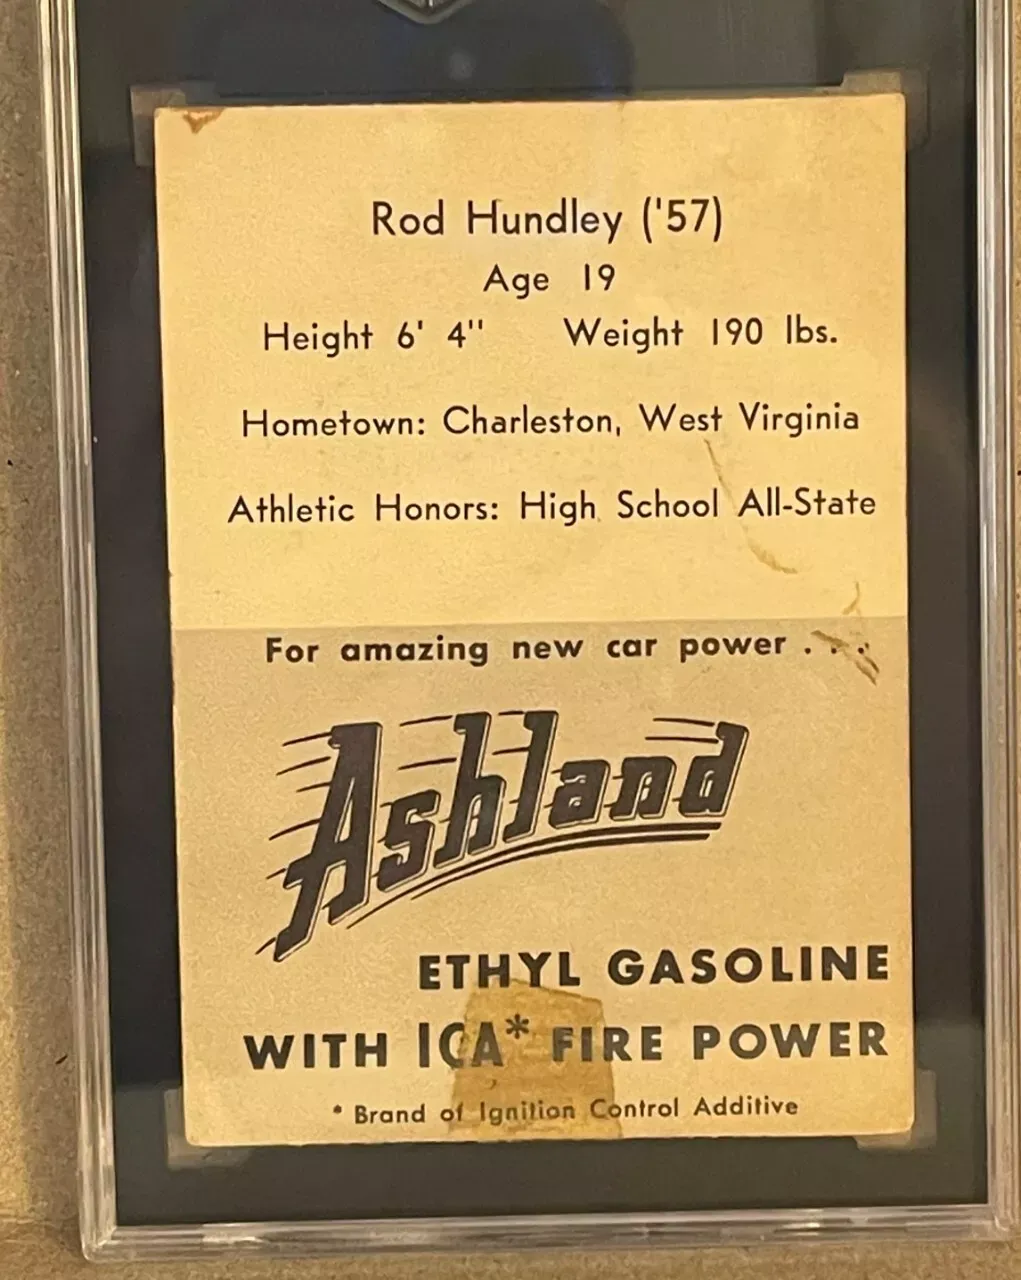 Rod Hundley ('57)
Age 19
Height 6' 4" Weight 190 lbs.
Hometown: Charleston, West Virginia
Athletic Honors: High School All-State
For amazing new car power . . .
Ashland
ETHYL GASOLINE
WITH ICA* FIRE POWER
* Brand of Ignition Control Additive